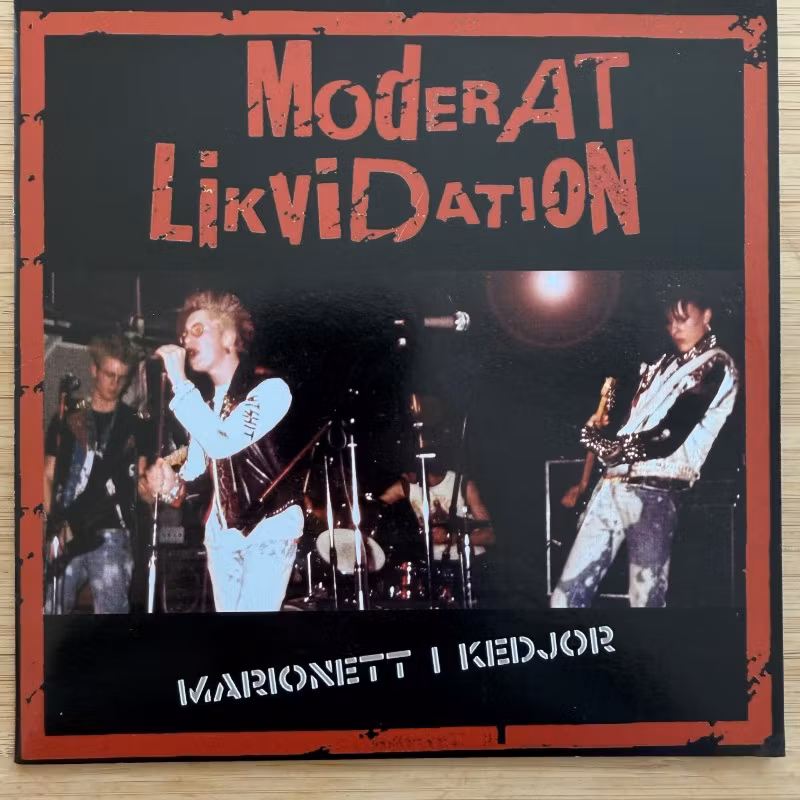 ModerAT
LikviDATiON
MARIONETT I KEDJOR